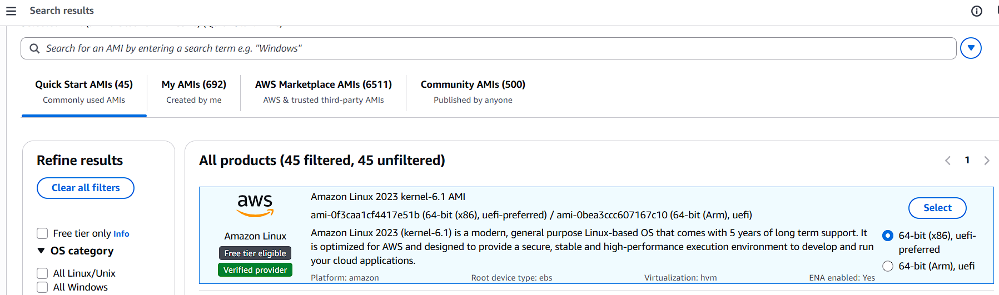 Search results
Search for an AMI by entering a search term e.g. "Windows"
Quick Start AMIs (45)
Commonly used AMIs
My AMIs (692)
Created by me
AWS Marketplace AMIs (6511)
AWS & trusted third-party AMIs
Community AMIs (500)
Published by anyone
Refine results
Clear all filters
Free tier only Info
OS category
All Linux/Unix
All Windows
All products (45 filtered, 45 unfiltered)
1
aws
Amazon Linux
Free tier eligible
Verified provider
Amazon Linux 2023 kernel-6.1 AMI
ami-0f3caa1cf4417e51b (64-bit (x86), uefi-preferred) / ami-0bea3ccc607167c10 (64-bit (Arm), uefi)
Amazon Linux 2023 (kernel-6.1) is a modern, general purpose Linux-based OS that comes with 5 years of long term support. It
is optimized for AWS and designed to provide a secure, stable and high-performance execution environment to develop and run
your cloud applications.
Platform: amazon
Root device type: ebs
Virtualization: hvm
ENA enabled: Yes
Select
64-bit (x86), uefi-
preferred
64-bit (Arm), uefi